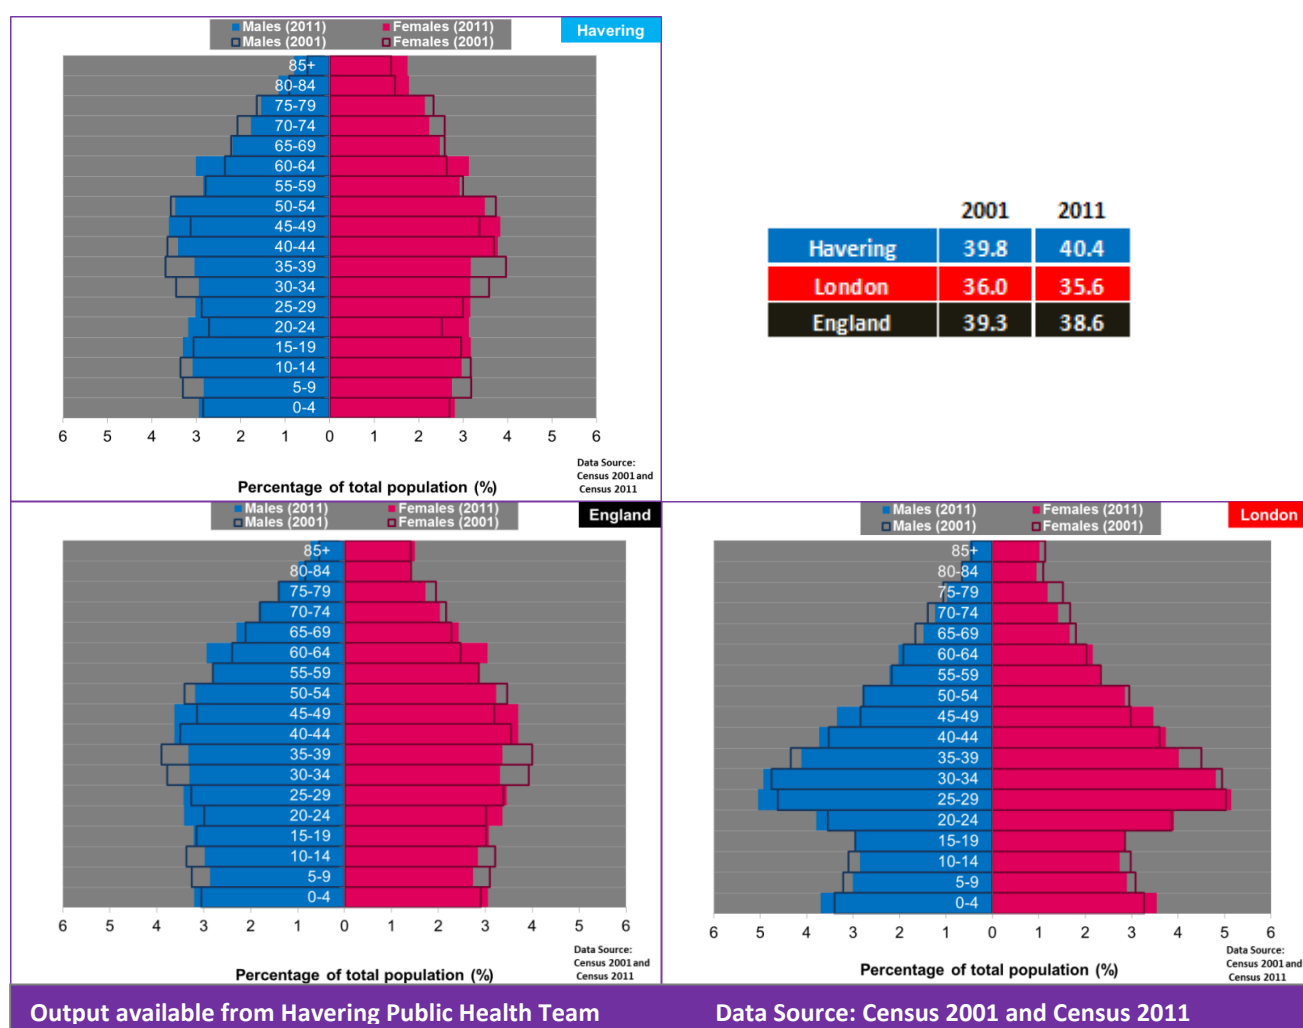 Males (2011) Females (2011)
Males (2001) Females (2001)
Havering
85+
80-84
75-79
70-74
65-69
60-64
55-59
50-54
45-49
40-44
35-39
30-34
25-29
20-24
15-19
10-14
5-9
0-4
6 5 4 3 2 1 0 1 2 3 4 5 6
Percentage of total population (%)
Data Source:
Census 2001 and
Census 2011
2001 2011
Havering 39.8 40.4
London 36.0 35.6
England 39.3 38.6
Males (2011) Females (2011)
Males (2001) Females (2001)
England
85+
80-84
75-79
70-74
65-69
60-64
55-59
50-54
45-49
40-44
35-39
30-34
25-29
20-24
15-19
10-14
5-9
0-4
6 5 4 3 2 1 0 1 2 3 4 5 6
Percentage of total population (%)
Data Source:
Census 2001 and
Census 2011
Males (2011) Females (2011)
Males (2001) Females (2001)
London
85+
80-84
75-79
70-74
65-69
60-64
55-59
50-54
45-49
40-44
35-39
30-34
25-29
20-24
15-19
10-14
5-9
0-4
6 5 4 3 2 1 0 1 2 3 4 5 6
Percentage of total population (%)
Data Source:
Census 2001 and
Census 2011
Output available from Havering Public Health Team Data Source: Census 2001 and Census 2011